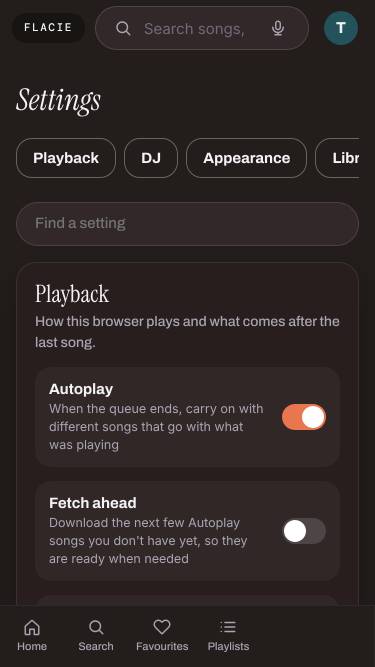 FLACIE
Search songs,
T
Settings
Playback
DJ
Appearance
Libr
Find a setting
Playback
How this browser plays and what comes after the
last song.
Autoplay
When the queue ends, carry on with
different songs that go with what
was playing
Fetch ahead
Download the next few Autoplay
songs you don't have yet, so they
are ready when needed
Home
Search
Favourites
Playlists